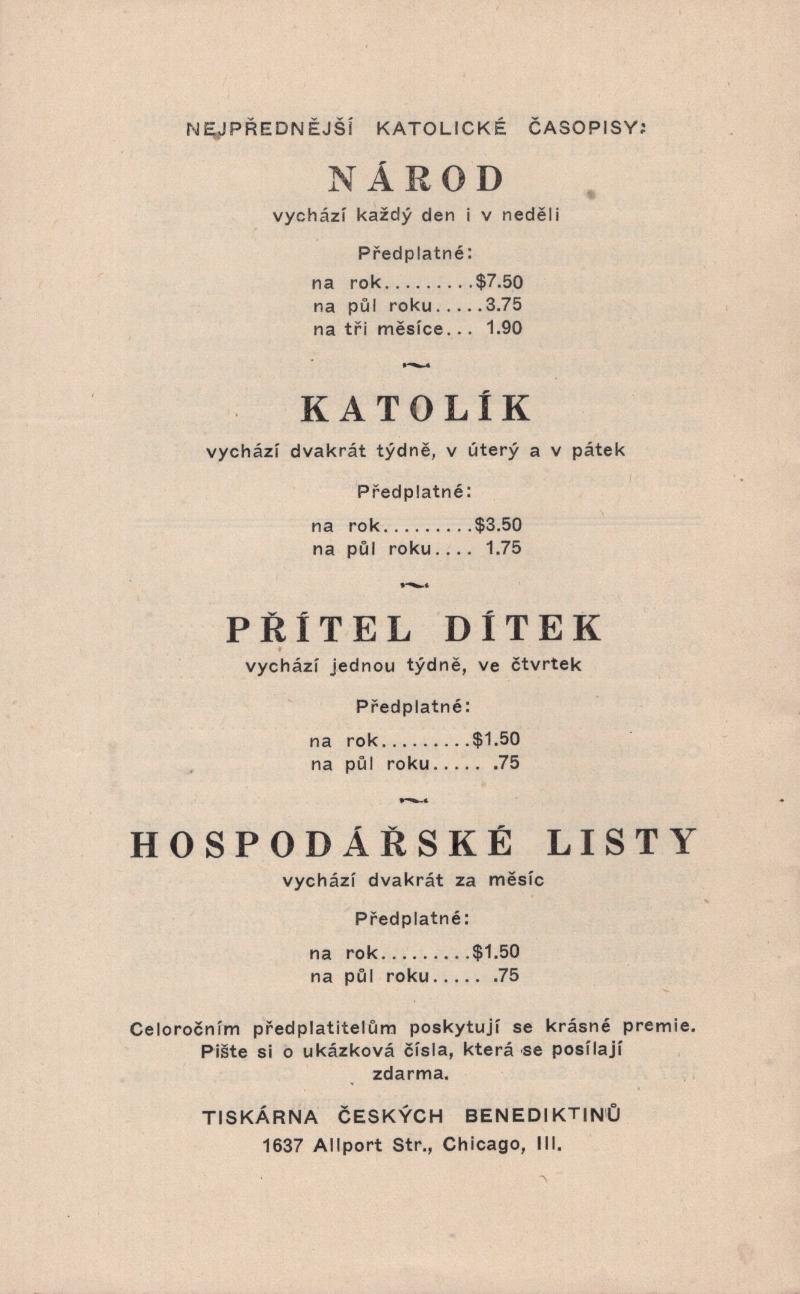 NEJPŘEDNĚJŠÍ KATOLICKÉ ČASOPISY:
NÁROD
vychází každý den i v neděli
Předplatné:
na rok.........$7.50
na půl roku.....3.75
na tři měsíce... 1.90
KATOLÍK
vychází dvakrát týdně, v úterý a v pátek
Předplatné:
na rok.........$3.50
na půl roku.... 1.75
PŘÍTEL DÍTEK
vychází jednou týdně, ve čtvrtek
Předplatné:
na rok.........$1.50
na půl roku..... .75
HOSPODÁŘSKÉ LISTY
vychází dvakrát za měsíc
Předplatné:
na rok.........$1.50
na půl roku..... .75
Celoročním předplatitelům poskytují se krásné premie.
Pište si o ukázková čísla, která se posílají
zdarma.
TISKÁRNA ČESKÝCH BENEDIKTINŮ
1637 Allport Str., Chicago, Ill.